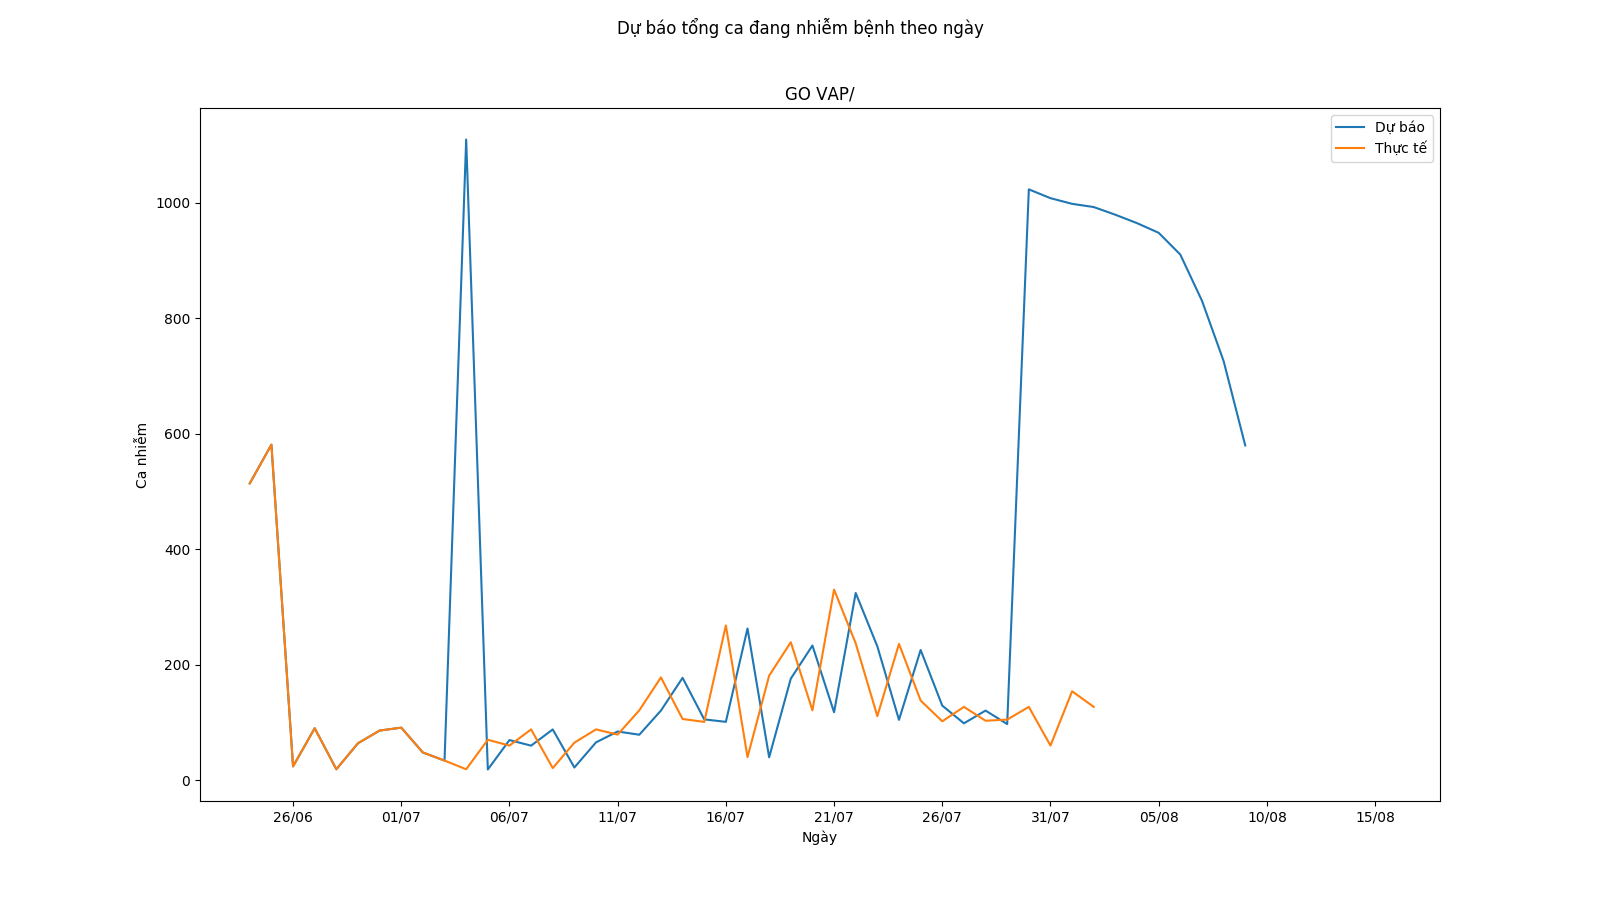 Dự báo tổng ca đang nhiễm bệnh theo ngày
GO VAP/
Dự báo
Thực tế
1000
800
600
400
200
0
Ca nhiễm
26/06 01/07 06/07 11/07 16/07 21/07 26/07 31/07 05/08 10/08 15/08
Ngày